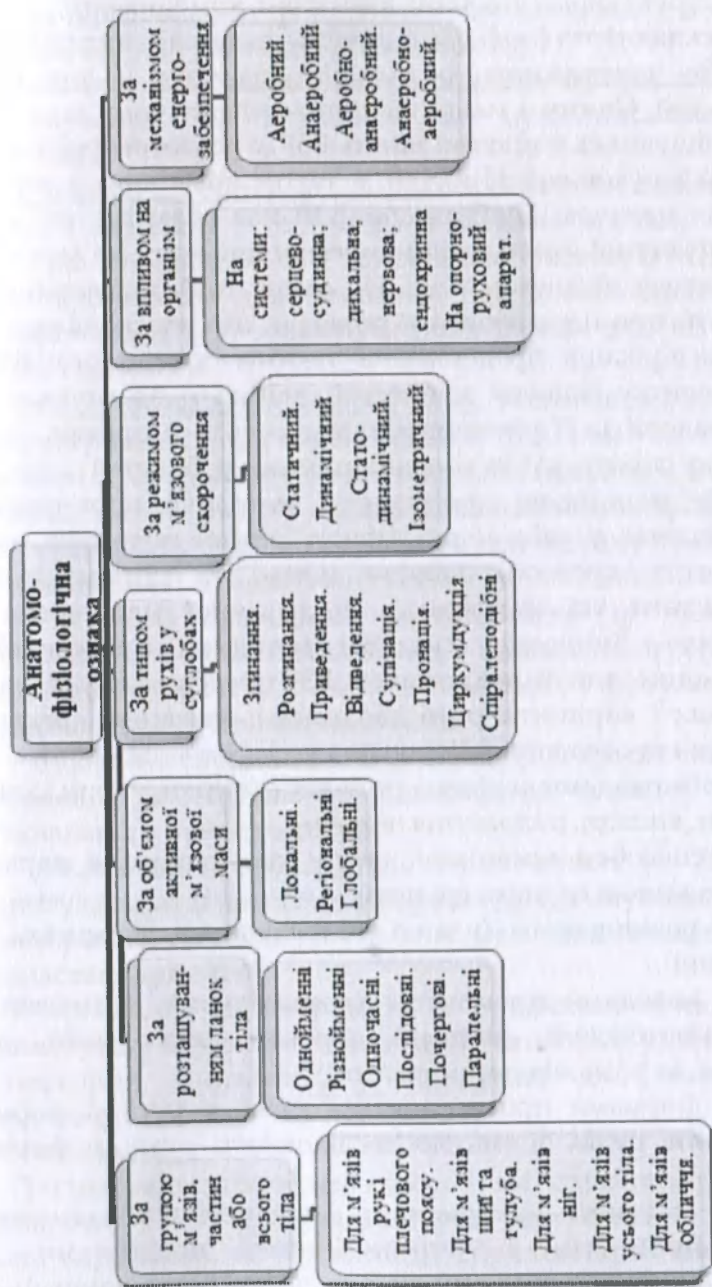 Анатомо-
фізіологічна
ознака
За
групою
м'язів,
частин
або
всього
тіла
Для м'язів
рук і
плечового
поясу.
Для м'язів
шиї та
тулуба.
Для м'язів
ніг.
Для м'язів
всього тіла.
Для м'язів
обличчя.
За
розташуван-
ням ланок
тіла
Однойменні
Різнойменні
Одночасні.
Послідовні.
Почергові.
Паралельні.
За об'ємом
активної
м'язової
маси
Локальні.
Регіональні
Глобальні.
За типом
рухів у
суглобах
Згинання.
Розгинання.
Приведення.
Відведення.
Супінація.
Пронація.
Циркумдукції.
Стретчингові
За режимом
м'язового
скорочення
Статичний.
Динамічний
Стато-
динамічний.
Ізометричний
За впливом на
організм
На
системи:
серцево
судинна;
дихальна;
нервова;
ендокринна
На опорно-
руховий
апарат.
За
механізмом
енерго-
забезпечення
Аеробний
Анаеробний
Аеробно-
анаеробний.
Анаеробно-
аеробний.